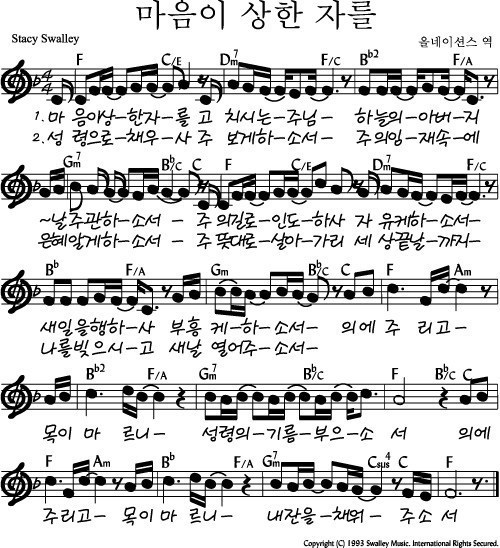 마음이 상한 자를
Stacy Swalley
올네이션스 역
F C/E Dm7 F/C Bb2 F/A
1. 마 음이상-한자-를 고 치시는-주님- 하늘의-아버-지
2. 성 령으로-채우-사 주 보게하-소서- 주의임-재속-에
Gm7 Bb/C C F C/E Dm7 F/C
~날주관하-소서- 주 의길로-인도-하사 자 유케하-소서-
은혜알게하-소서- 주 뜻대로-살아-가리 세 상끝날-까지-
Bb F/A Gm Bb/C C F Am
새일을행하-사 부흥 케-하-소서- 의에 주 리고-
나를빚으시-고 새날 열어주-소서-
Bb2 F/A Gm7 Bb/C F Bb/C C
목이 마 르니- 성령의-기름-부으-소 서 의에
F Am Bb F/A Gm7 Csus4 C F
주리고- 목이 마 르니- 내잔을-채워- 주소 서
Copyright (C) 1993 Swalley Music. International Rights Secured.